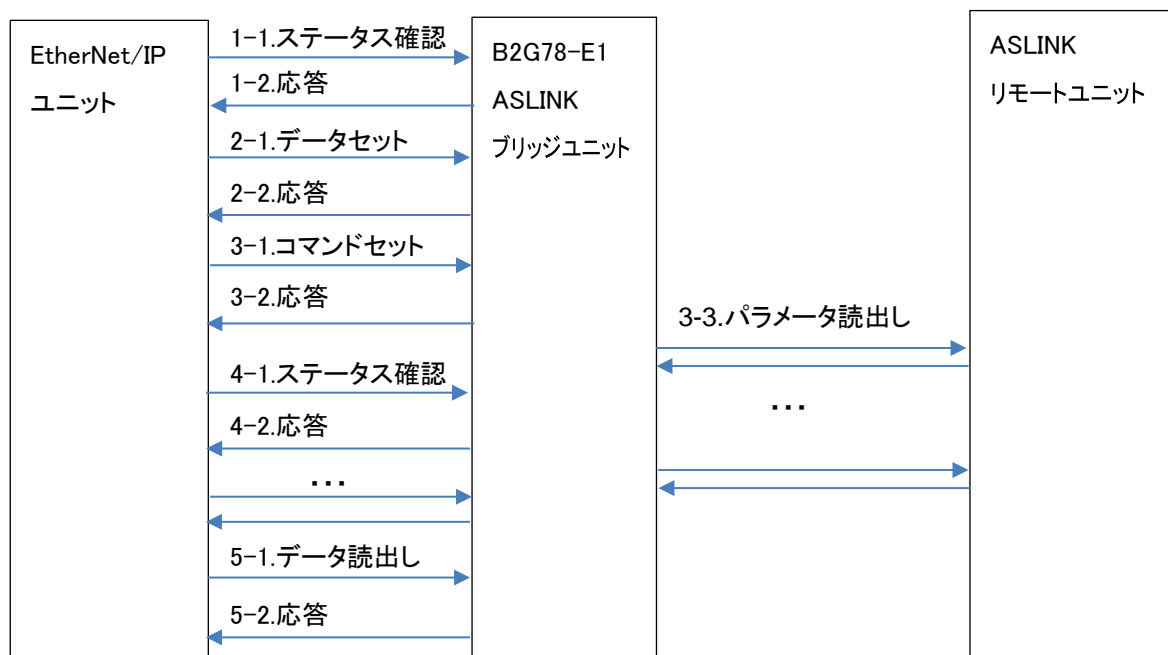 EtherNet/IP
ユニット
1-1.ステータス確認
1-2.応答
2-1.データセット
2-2.応答
3-1.コマンドセット
3-2.応答
4-1.ステータス確認
4-2.応答
...
5-1.データ読出し
5-2.応答
B2G78-E1
ASLINK
ブリッジユニット
3-3.パラメータ読出し
...
ASLINK
リモートユニット